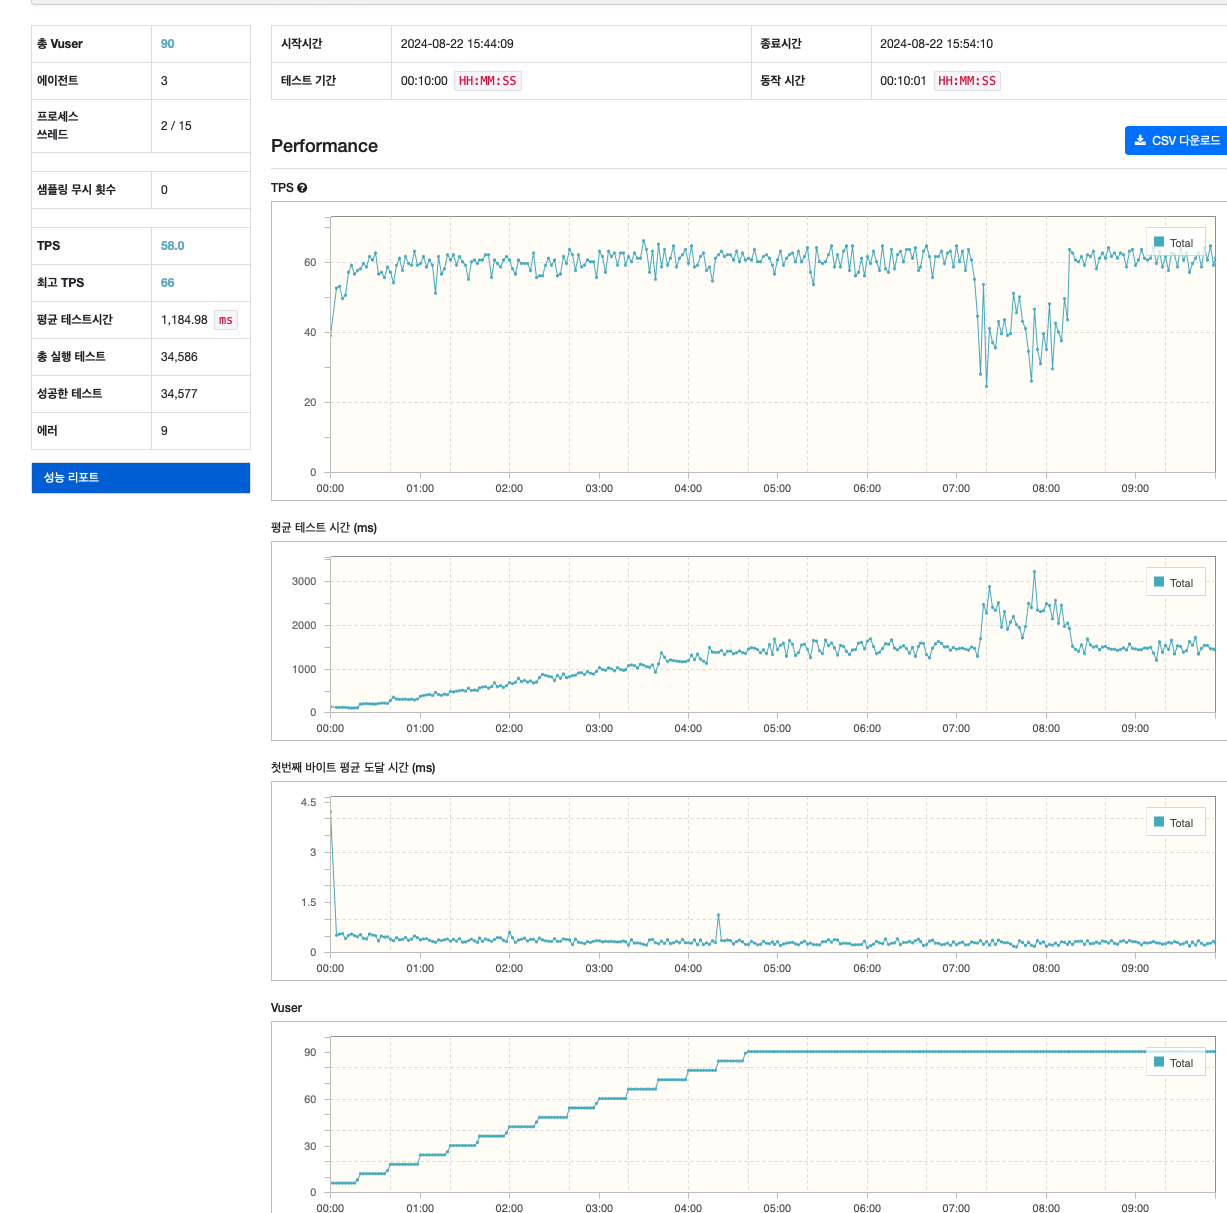 총 Vuser 90
에이전트 3
프로세스
쓰레드 2 / 15
샘플링 무시 횟수 0
TPS 58.0
최고 TPS 66
평균 테스트시간 1,184.98 ms
총 실행 테스트 34,586
성공한 테스트 34,577
에러 9
성능 리포트
시작시간 2024-08-22 15:44:09 종료시간 2024-08-22 15:54:10
테스트 기간 00:10:00 HH:MM:SS 동작 시간 00:10:01 HH:MM:SS
Performance
CSV 다운로드
TPS
Total
60
40
20
0
00:00 01:00 02:00 03:00 04:00 05:00 06:00 07:00 08:00 09:00
평균 테스트 시간 (ms)
Total
3000
2000
1000
0
00:00 01:00 02:00 03:00 04:00 05:00 06:00 07:00 08:00 09:00
첫번째 바이트 평균 도달 시간 (ms)
Total
4.5
3
1.5
0
00:00 01:00 02:00 03:00 04:00 05:00 06:00 07:00 08:00 09:00
Vuser
Total
90
60
30
0
00:00 01:00 02:00 03:00 04:00 05:00 06:00 07:00 08:00 09:00